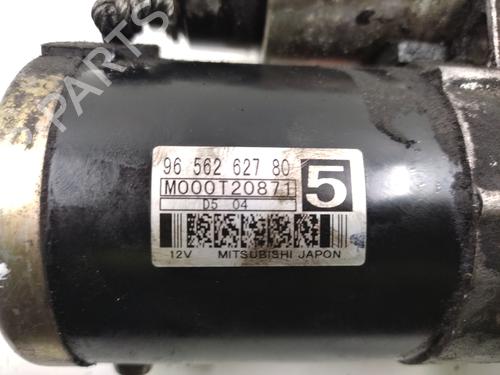 96 562 627 80
M000T20871
D5 04
5
12V MITSUBISHI JAPON
PARTS